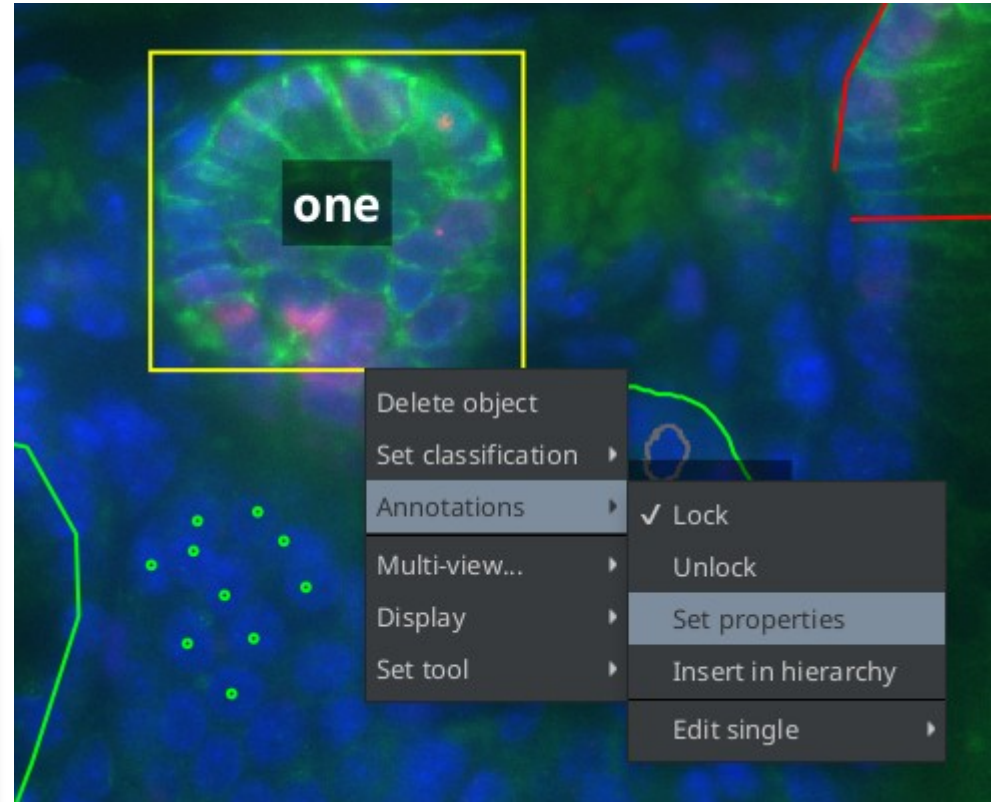 one
Delete object
Set classification
Annotations
Multi-view...
Display
Set tool
Lock
Unlock
Set properties
Insert in hierarchy
Edit single